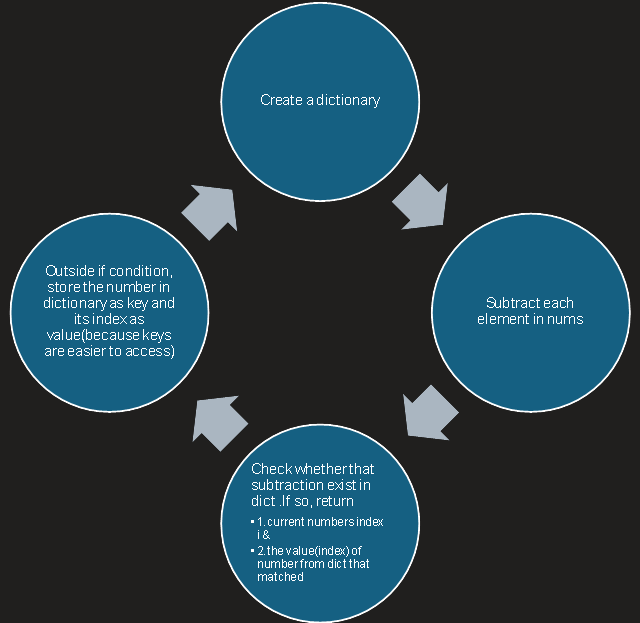 Create a dictionary
Subtract each
element in nums
Check whether that
subtraction exist in
dict .If so, return
• 1.current numbers index
i &
• 2.the value(index) of
number from dict that
matched
Outside if condition,
store the number in
dictionary as key and
its index as
value(because keys
are easier to access)